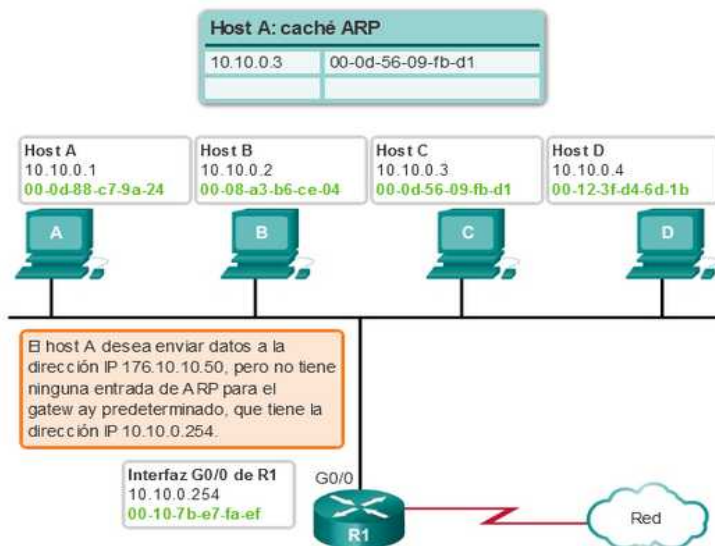 Host A: caché ARP
10.10.0.3 00-0d-56-09-fb-d1
Host A
10.10.0.1
00-0d-88-c7-9a-24
Host B
10.10.0.2
00-08-a3-b6-ce-04
Host C
10.10.0.3
00-0d-56-09-fb-d1
Host D
10.10.0.4
00-12-3f-d4-6d-1b
A
B
C
D
El host A desea enviar datos a la
dirección IP 176.10.10.50, pero no tiene
ninguna entrada de ARP para el
gatew ay predeterminado, que tiene la
dirección IP 10.10.0.254.
Interfaz G0/0 de R1
10.10.0.254
00-10-7b-e7-fa-ef
G0/0
R1
Red